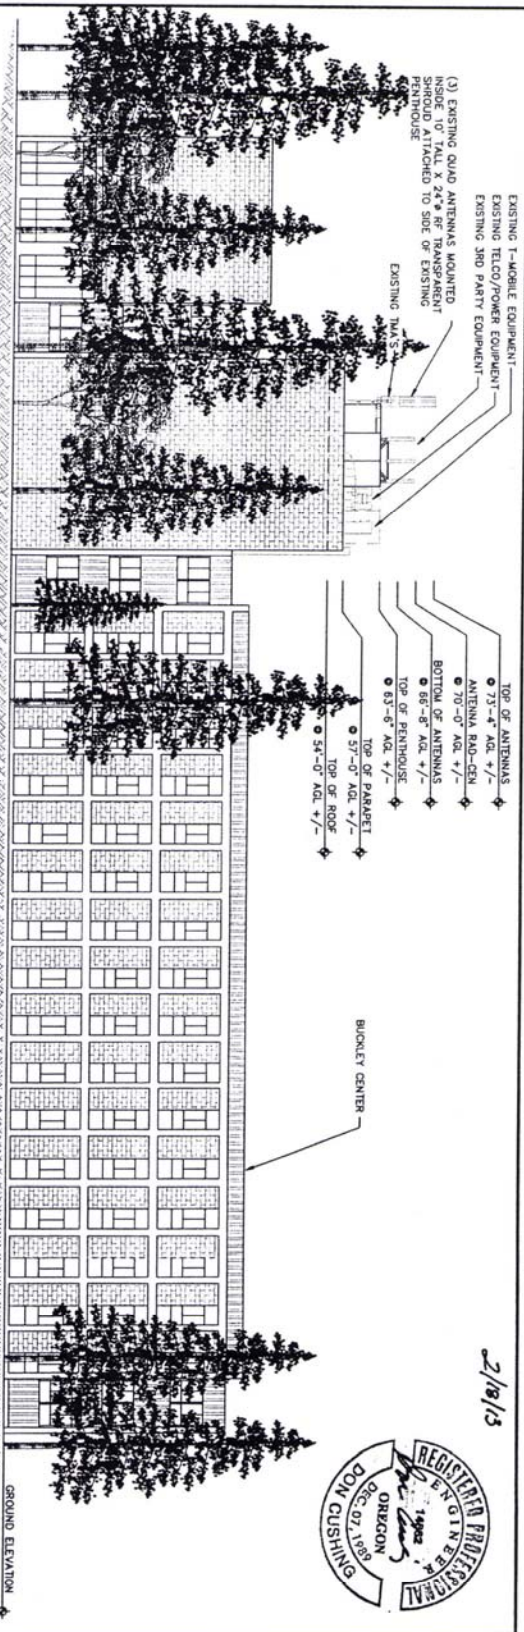 EXISTING T-MOBILE EQUIPMENT
EXISTING TELCO/POWER EQUIPMENT
EXISTING 3RD PARTY EQUIPMENT
(3) EXISTING QUAD ANTENNAS MOUNTED
INSIDE 10' TALL X 24"ø RF TRANSPARENT
SHROUD ATTACHED TO SIDE OF EXISTING
PENTHOUSE
EXISTING TMA'S
TOP OF ANTENNAS
@ 73'-4" AGL +/-
ANTENNA RAD-CEN
@ 70'-0" AGL +/-
BOTTOM OF ANTENNAS
@ 66'-8" AGL +/-
TOP OF PENTHOUSE
@ 63'-6" AGL +/-
TOP OF PARAPET
@ 57'-0" AGL +/-
TOP OF ROOF
@ 54'-0" AGL +/-
BUCKLEY CENTER
2/18/13
REGISTERED PROFESSIONAL
ENGINEER
OREGON
DEC. 07, 1989
DON CUSHING
GROUND ELEVATION